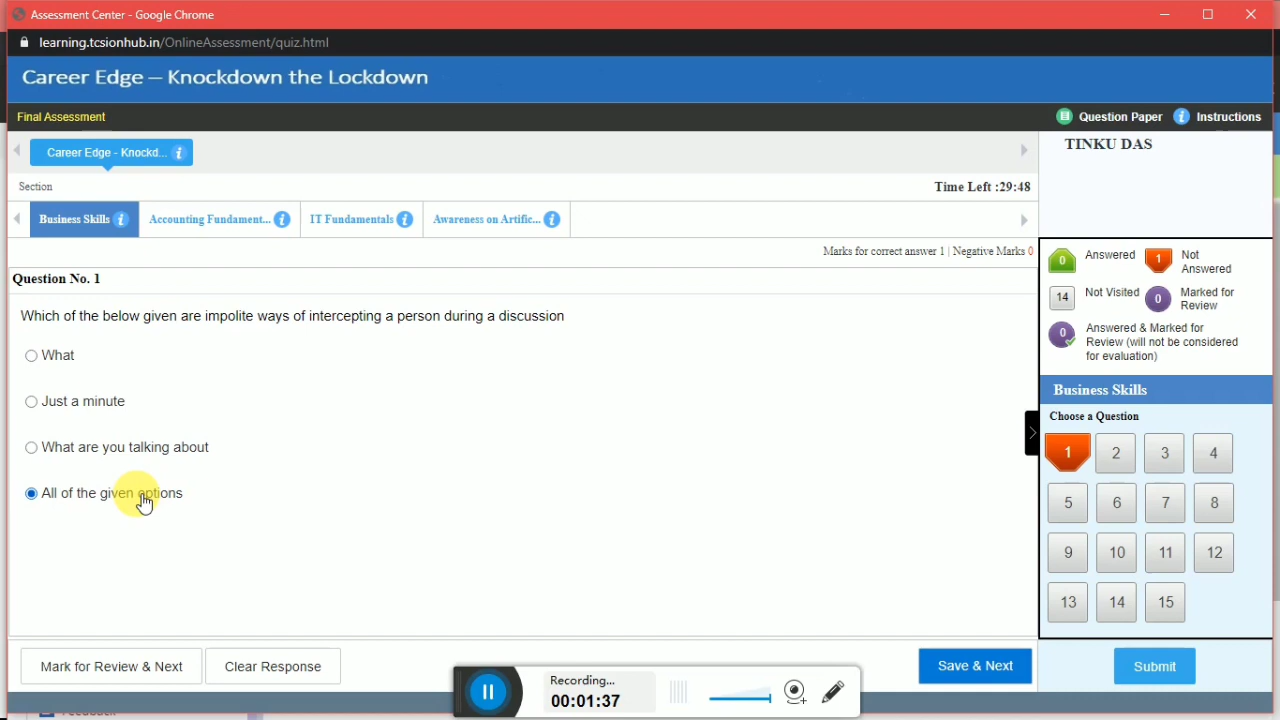 Assessment Center - Google Chrome
learning.tcsionhub.in/OnlineAssessment/quiz.html
Career Edge – Knockdown the Lockdown
Final Assessment
Question Paper
Instructions
Career Edge - Knockd...
TINKU DAS
Section
Time Left :29:48
Business Skills
Accounting Fundament...
IT Fundamentals
Awareness on Artific...
Marks for correct answer 1 | Negative Marks 0
Question No. 1
Which of the below given are impolite ways of intercepting a person during a discussion
What
Just a minute
What are you talking about
All of the given options
0 Answered
1 Not Answered
14 Not Visited
0 Marked for Review
0 Answered & Marked for Review (will not be considered for evaluation)
Business Skills
Choose a Question
1 2 3 4
5 6 7 8
9 10 11 12
13 14 15
Mark for Review & Next
Clear Response
Save & Next
Submit
Recording...
00:01:37